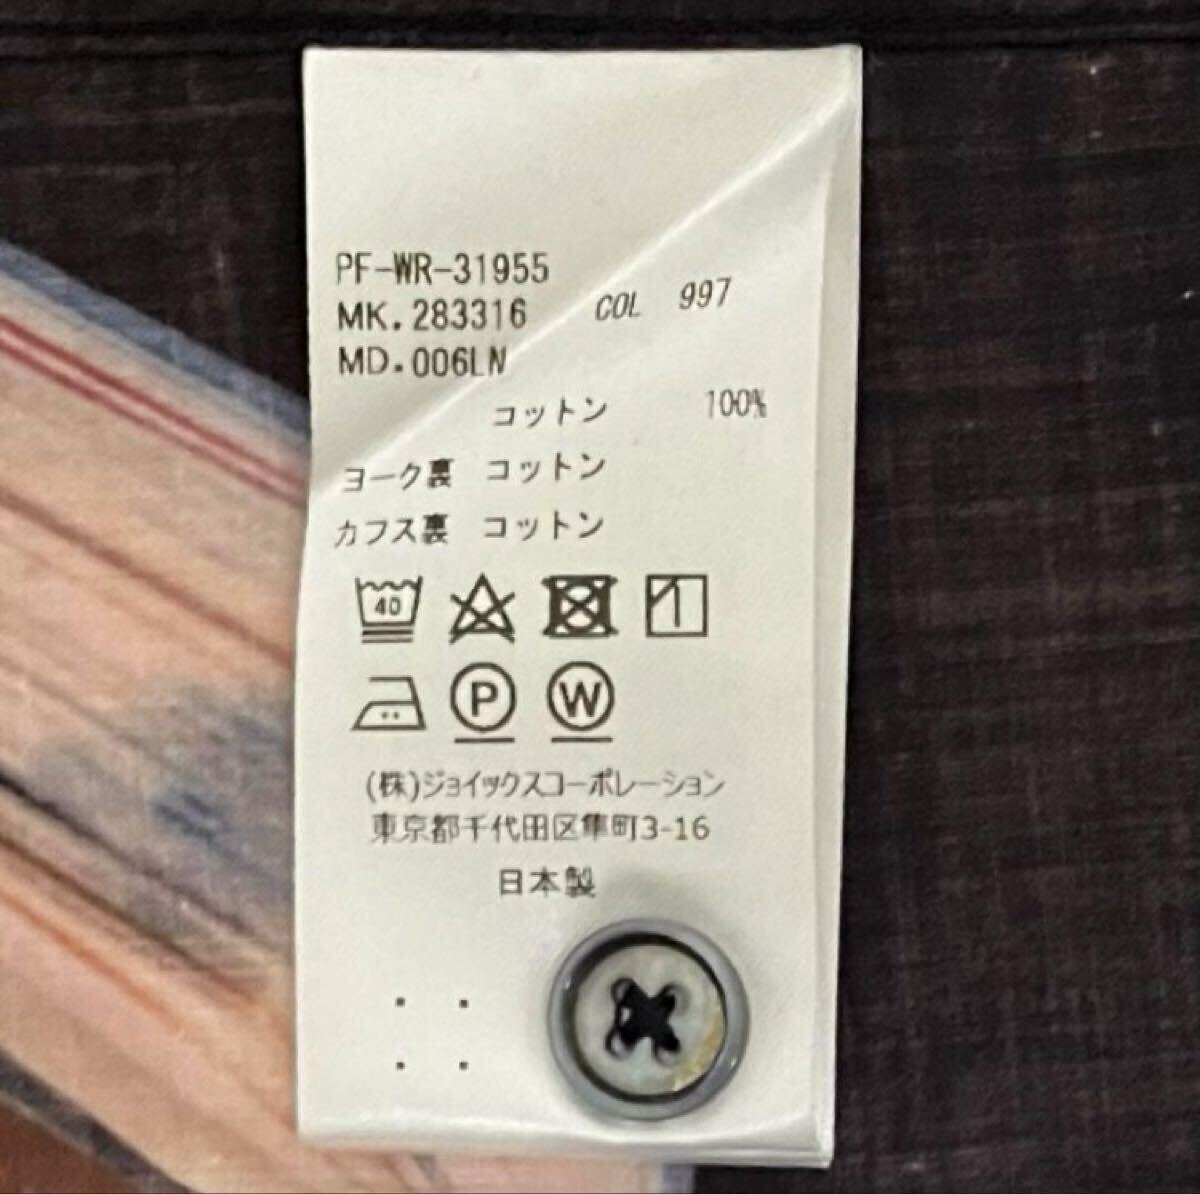 PF-WR-31955
MK.283316 COL 997
MD.006LN
コットン 100%
ヨーク裏 コットン
カフス裏 コットン
40
P W
(株)ジョイックスコーポレーション
東京都千代田区隼町3-16
日本製